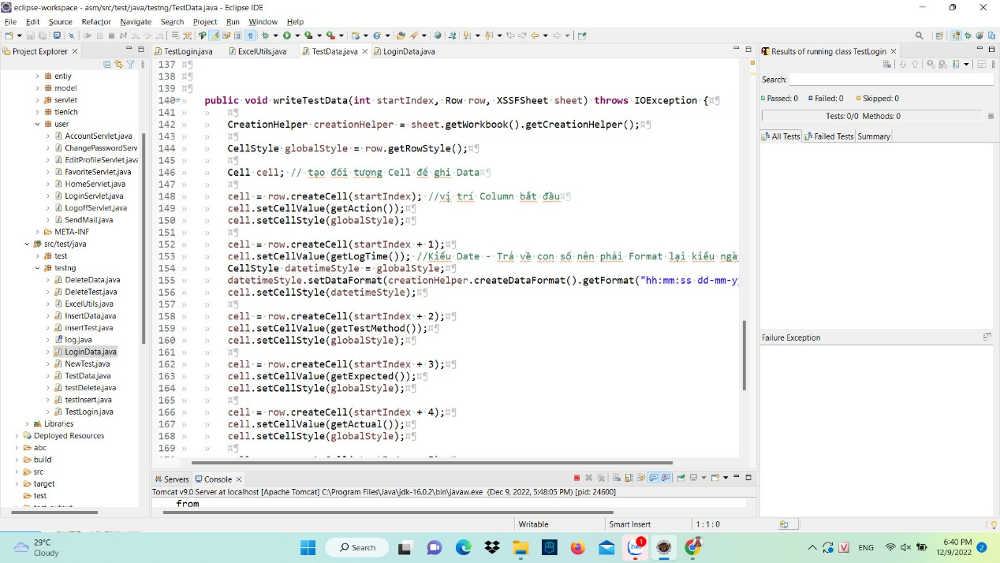 eclipse-workspace - asm/src/test/java/testng/TestData.java - Eclipse IDE
File Edit Source Refactor Navigate Search Project Run Window Help
Project Explorer
TestLogin.java ExcelUtils.java TestData.java LoginData.java
Results of running class TestLogin
entiy
model
servlet
tienich
user
AccountServlet.java
ChangePasswordServ
EditProfileServlet.java
FavoriteServlet.java
HomeServlet.java
LoginServlet.java
LogoffServlet.java
SendMail.java
META-INF
src/test/java
test
testng
DeleteData.java
DeleteTest.java
ExcelUtils.java
InsertData.java
insertTest.java
log.java
LoginData.java
NewTest.java
TestData.java
testDelete.java
testInsert.java
TestLogin.java
Libraries
Deployed Resources
abc
build
src
target
test
137
138
139
140 public void writeTestData(int startIndex, Row row, XSSFSheet sheet) throws IOException {
141
142 CreationHelper creationHelper = sheet.getWorkbook().getCreationHelper();
143
144 CellStyle globalStyle = row.getRowStyle();
145
146 Cell cell; // tạo đối tượng Cell để ghi Data
147
148 cell = row.createCell(startIndex); //vị trí Column bắt đầu
149 cell.setCellValue(getAction());
150 cell.setCellStyle(globalStyle);
151
152 cell = row.createCell(startIndex + 1);
153 cell.setCellValue(getLogTime()); //Kiểu Date - Trả về con số nên phải Format lại kiểu ngà
154 CellStyle datetimeStyle = globalStyle;
155 datetimeStyle.setDataFormat(creationHelper.createDataFormat().getFormat("hh:mm:ss dd-mm-y
156 cell.setCellStyle(datetimeStyle);
157
158 cell = row.createCell(startIndex + 2);
159 cell.setCellValue(getTestMethod());
160 cell.setCellStyle(globalStyle);
161
162 cell = row.createCell(startIndex + 3);
163 cell.setCellValue(getExpected());
164 cell.setCellStyle(globalStyle);
165
166 cell = row.createCell(startIndex + 4);
167 cell.setCellValue(getActual());
168 cell.setCellStyle(globalStyle);
169
Search:
Passed: 0 Failed: 0 Skipped: 0
Tests: 0/0 Methods: 0
All Tests Failed Tests Summary
Failure Exception
Servers Console
Tomcat v9.0 Server at localhost [Apache Tomcat] C:\Program Files\Java\jdk-16.0.2\bin\javaw.exe (Dec 9, 2022, 5:48:05 PM) [pid: 24600]
from
Writable Smart Insert 1 : 1 : 0
29°C
Cloudy
Search
Zalo
1
ENG
6:40 PM
12/9/2022
2